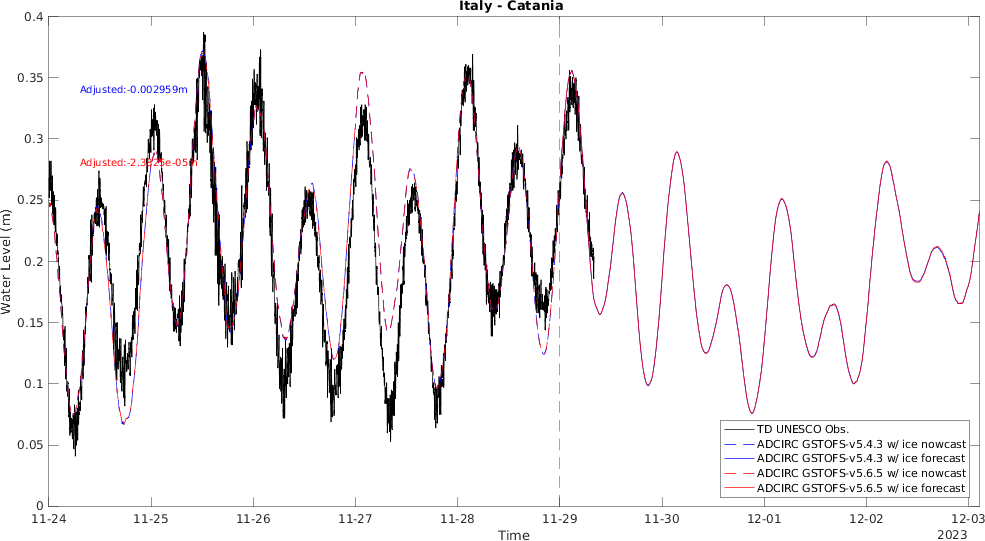 Italy - Catania
0.4
0.35
0.3
0.25
0.2
0.15
0.1
0.05
0
Water Level (m)
Adjusted:-0.002959m
11-24
11-25
11-26
11-27
11-28
11-29
11-30
12-01
12-02
12-03
Time
2023
TD UNESCO Obs.
ADCIRC GSTOFS-v5.4.3 w/ ice nowcast
ADCIRC GSTOFS-v5.4.3 w/ ice forecast
ADCIRC GSTOFS-v5.6.5 w/ ice nowcast
ADCIRC GSTOFS-v5.6.5 w/ ice forecast